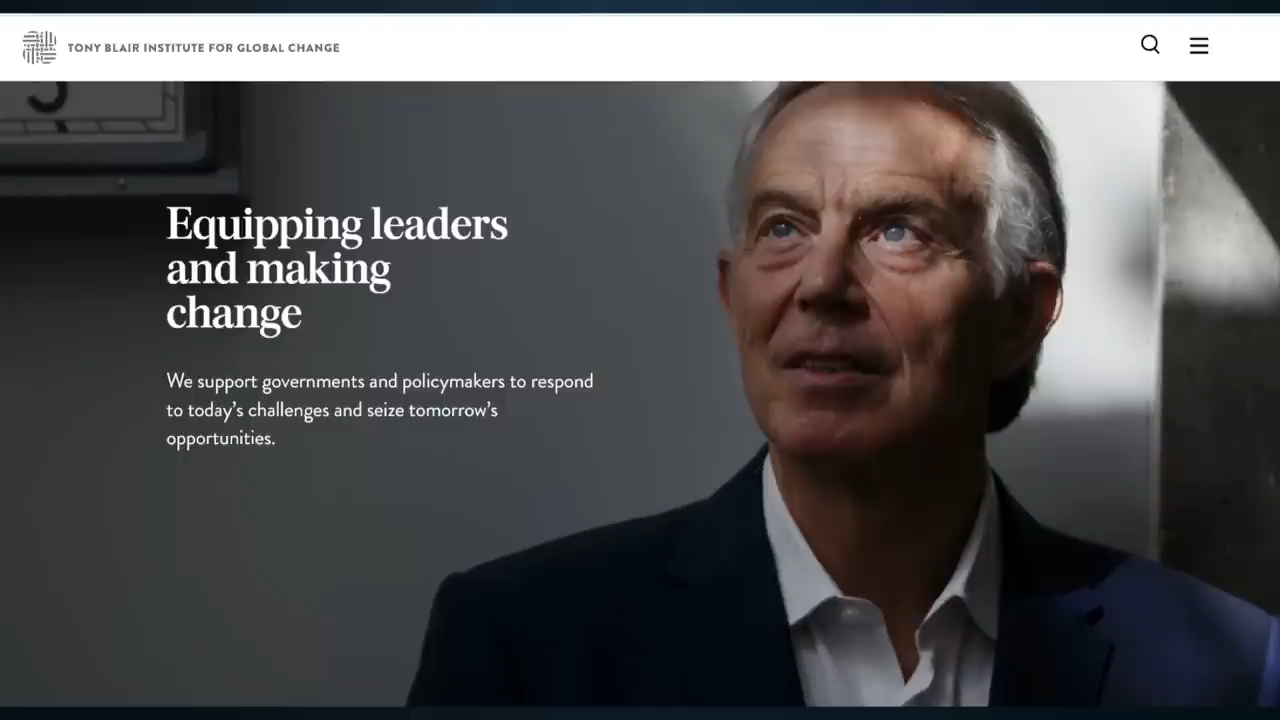 TONY BLAIR INSTITUTE FOR GLOBAL CHANGE
Equipping leaders
and making
change
We support governments and policymakers to respond
to today’s challenges and seize tomorrow’s
opportunities.